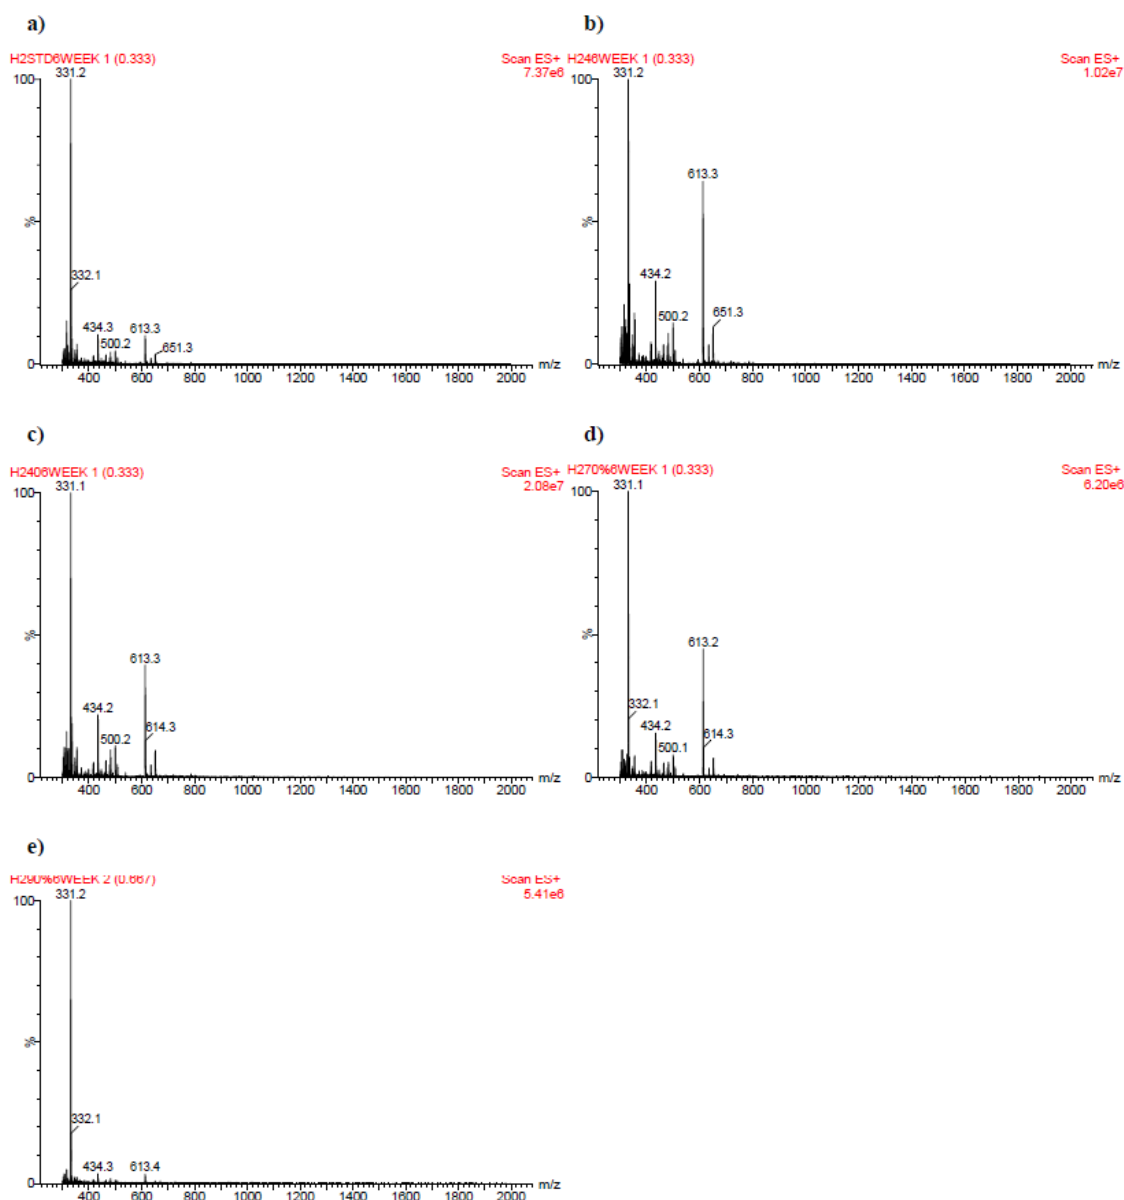 a)
H2STD6WEEK 1 (0.333)
Scan ES+
7.37e6
331.2
100
332.1
%
434.3
613.3
500.2
651.3
0
m/z
400 600 800 1000 1200 1400 1600 1800 2000
b)
H246WEEK 1 (0.333)
Scan ES+
1.02e7
331.2
100
613.3
%
434.2
500.2
651.3
0
m/z
400 600 800 1000 1200 1400 1600 1800 2000
c)
H2406WEEK 1 (0.333)
Scan ES+
2.08e7
331.1
100
613.3
%
434.2
614.3
500.2
0
m/z
400 600 800 1000 1200 1400 1600 1800 2000
d)
H270%6WEEK 1 (0.333)
Scan ES+
6.20e6
331.1
100
613.2
%
332.1
434.2
614.3
500.1
0
m/z
400 600 800 1000 1200 1400 1600 1800 2000
e)
H290%6WEEK 2 (0.667)
Scan ES+
5.41e6
331.2
100
%
332.1
434.3
613.4
0
m/z
400 600 800 1000 1200 1400 1600 1800 2000